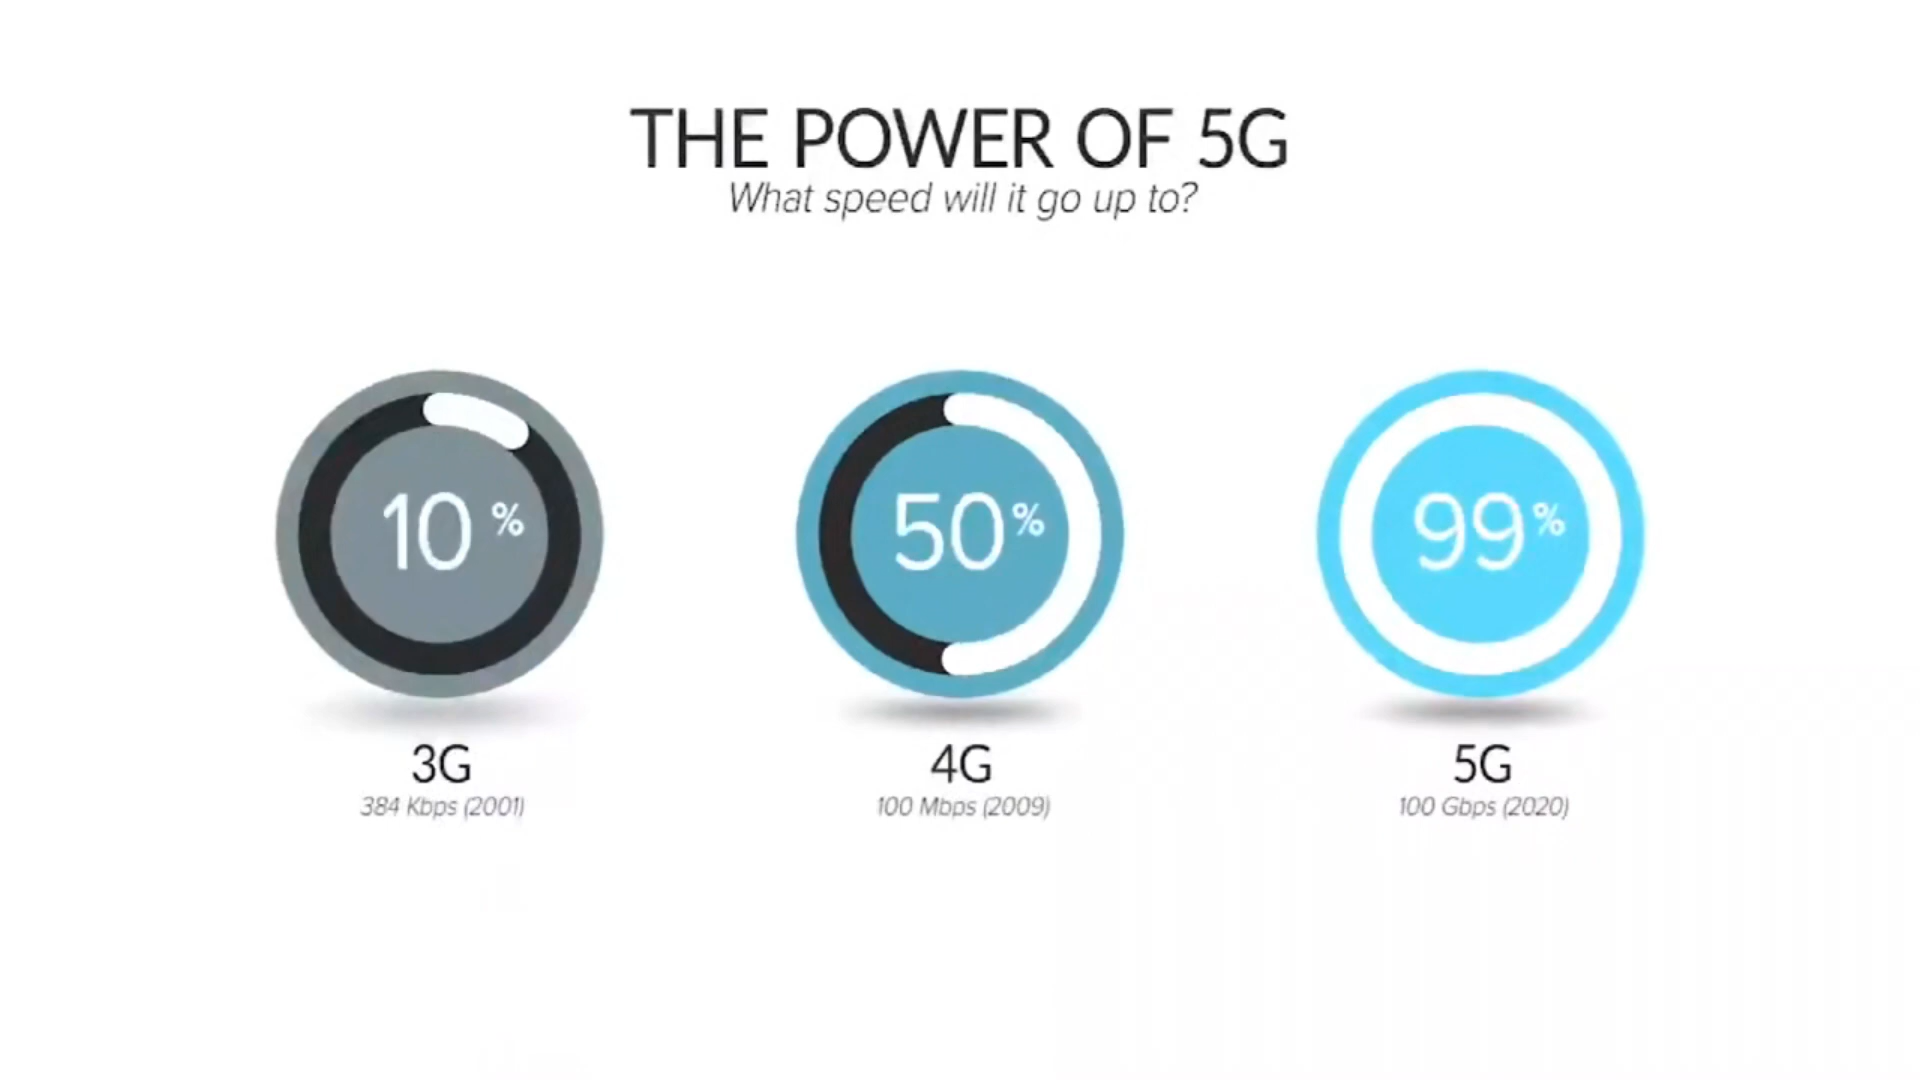 THE POWER OF 5G
What speed will it go up to?
10 %
50%
99%
3G
4G
5G
384 Kbps (2001)
100 Mbps (2009)
100 Gbps (2020)